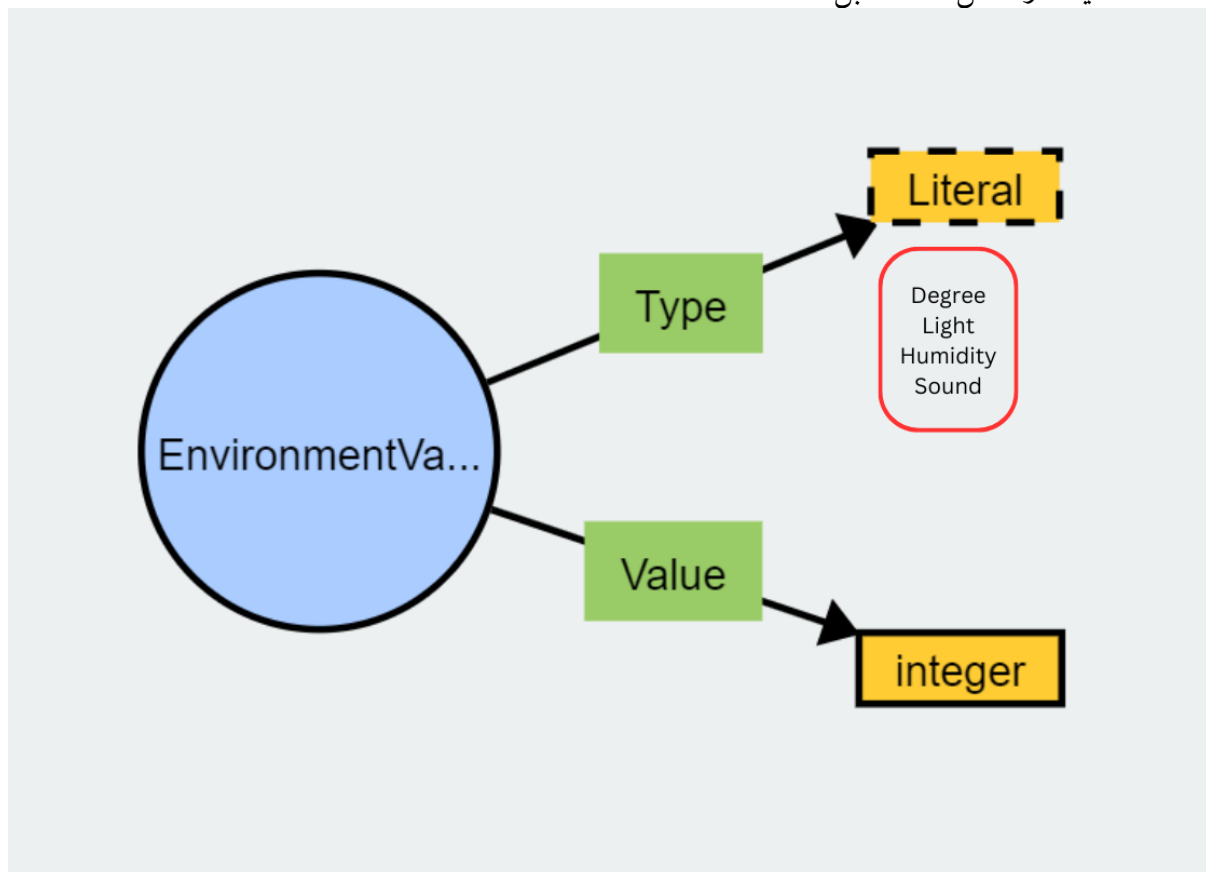 Literal
Type
Degree
Light
Humidity
Sound
EnvironmentVa...
Value
integer